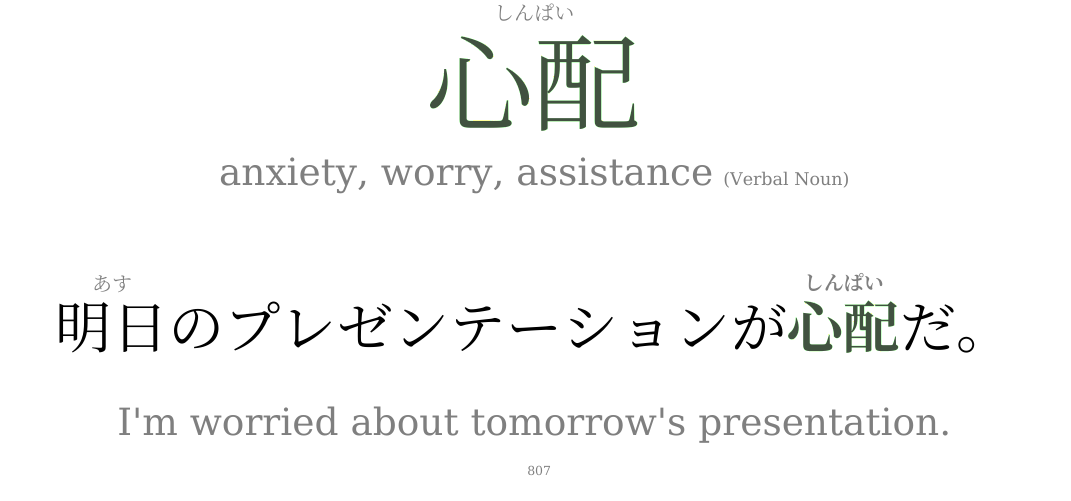 しんぱい
心配
anxiety, worry, assistance (Verbal Noun)
あす しんぱい
明日のプレゼンテーションが心配だ。
I'm worried about tomorrow's presentation.
807